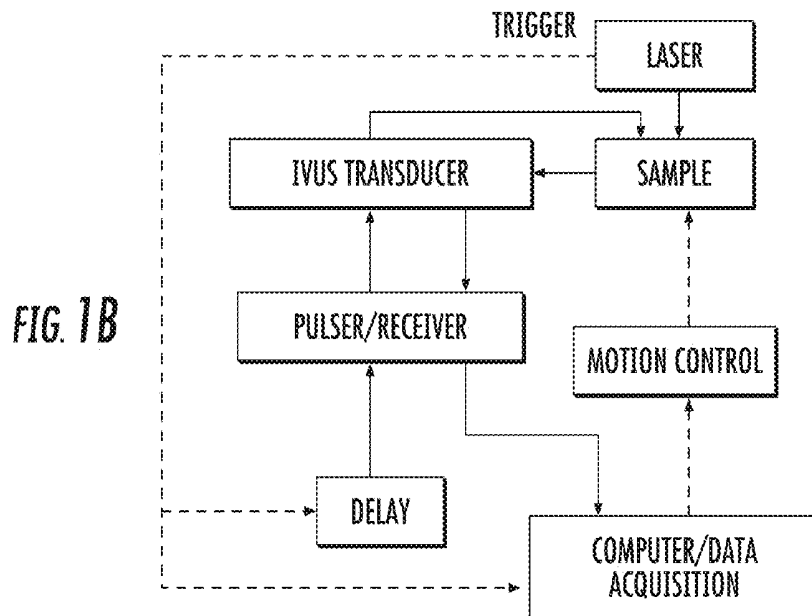 TRIGGER
LASER
IVUS TRANSDUCER
SAMPLE
FIG. 1B
PULSER/RECEIVER
MOTION CONTROL
DELAY
COMPUTER/DATA
ACQUISITION